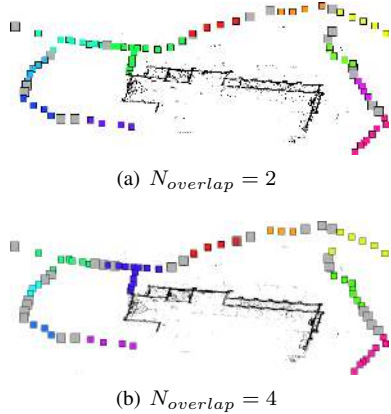 (a) N_{overlap} = 2
(b) N_{overlap} = 4